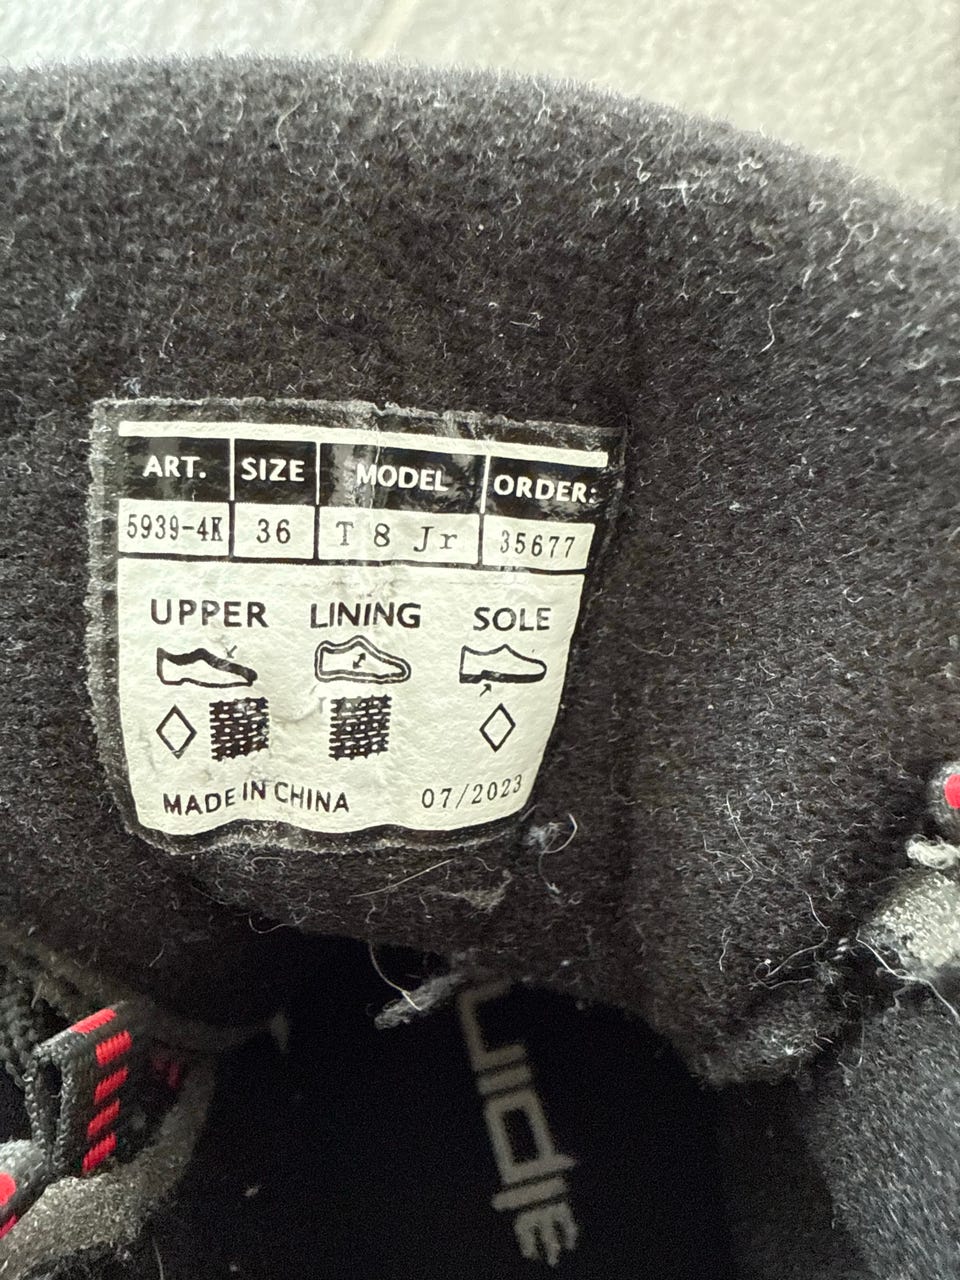 ART. SIZE MODEL ORDER:
5939-4K 36 T 8 Jr 35677
UPPER LINING SOLE
MADE IN CHINA 07/2023